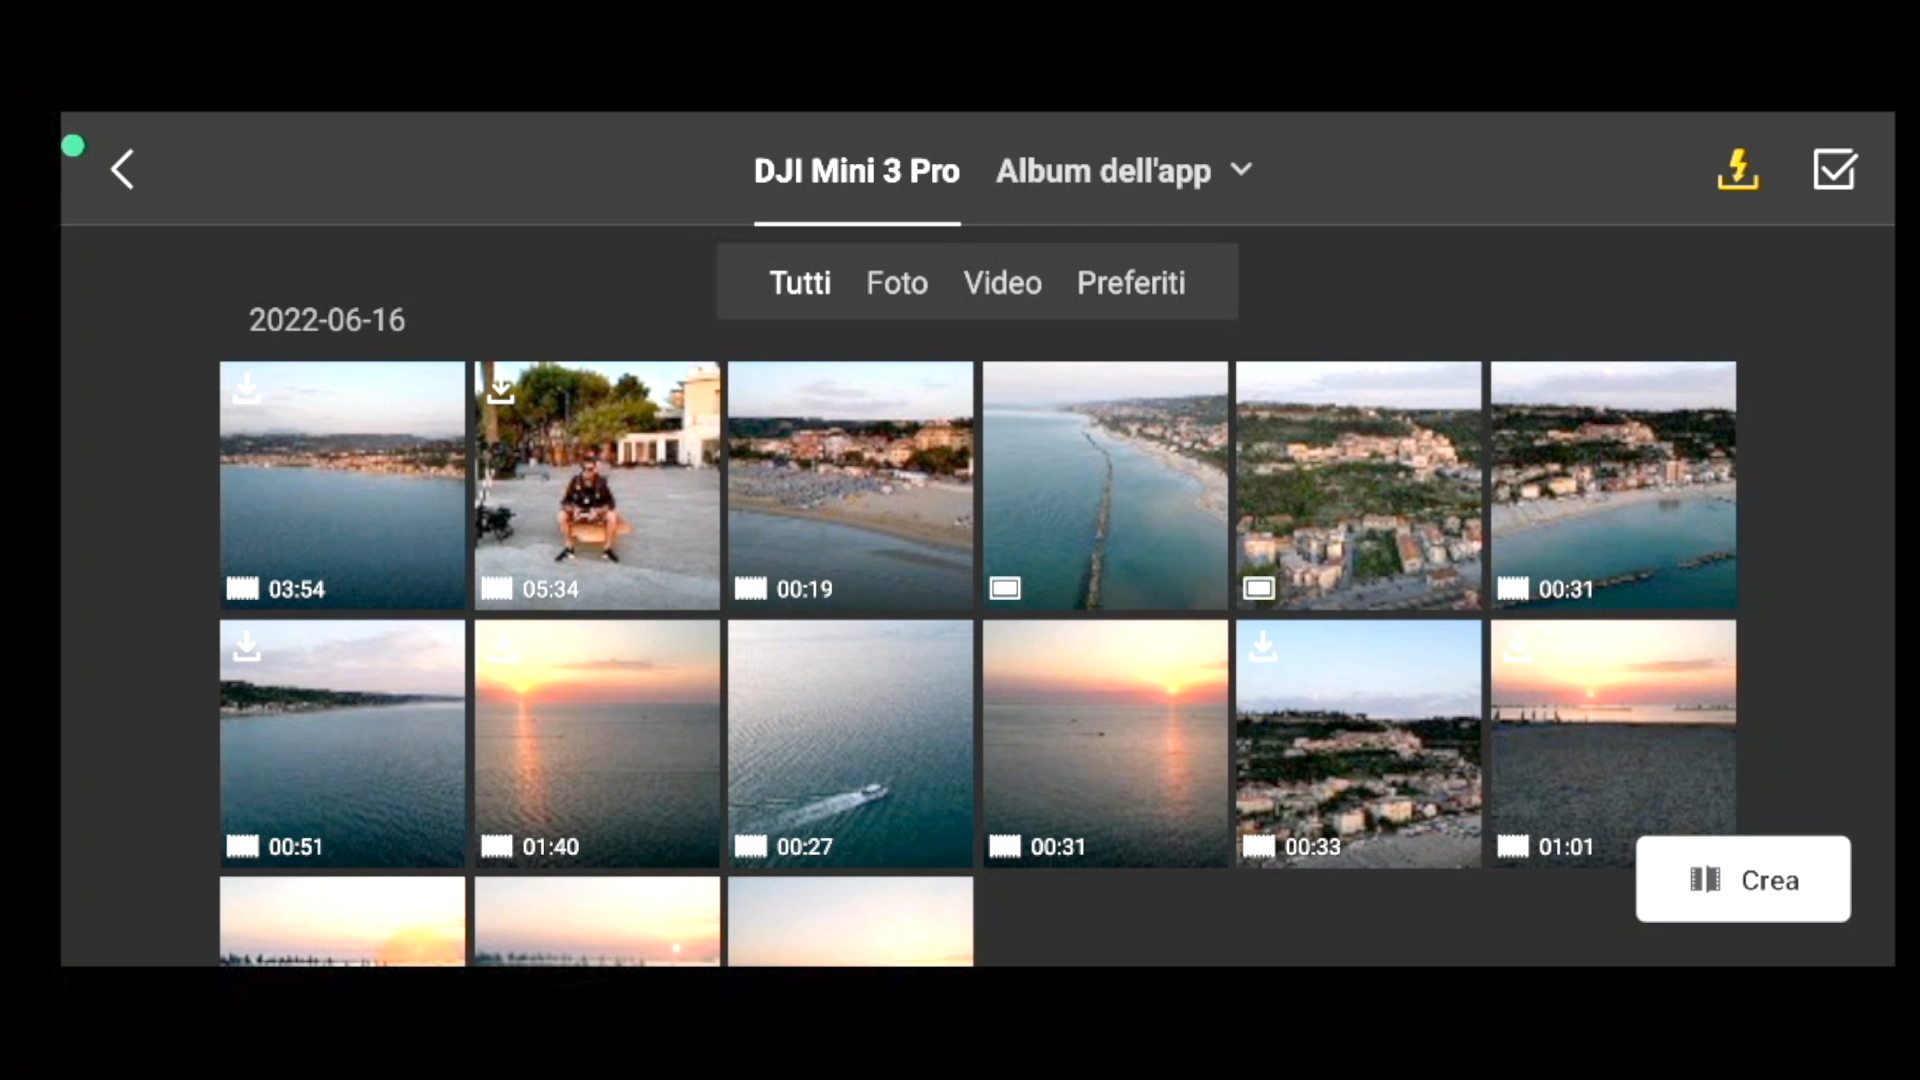 DJI Mini 3 Pro Album dell'app
Tutti Foto Video Preferiti
2022-06-16
03:54 05:34 00:19 00:31
00:51 01:40 00:27 00:31 00:33 01:01
Crea